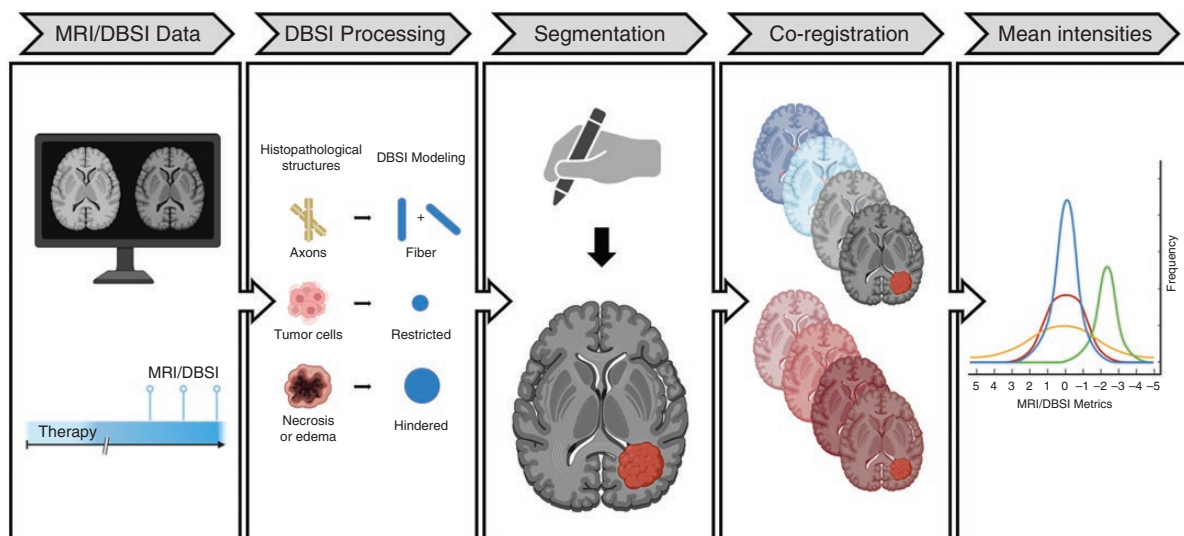 MRI/DBSI Data
DBSI Processing
Segmentation
Co-registration
Mean intensities
MRI/DBSI
Therapy
Histopathological
structures
DBSI Modeling
+
Axons
Fiber
Tumor cells
Restricted
Necrosis
or edema
Hindered
Frequency
5 4 3 2 1 0 –1 –2 –3 –4 –5
MRI/DBSI Metrics